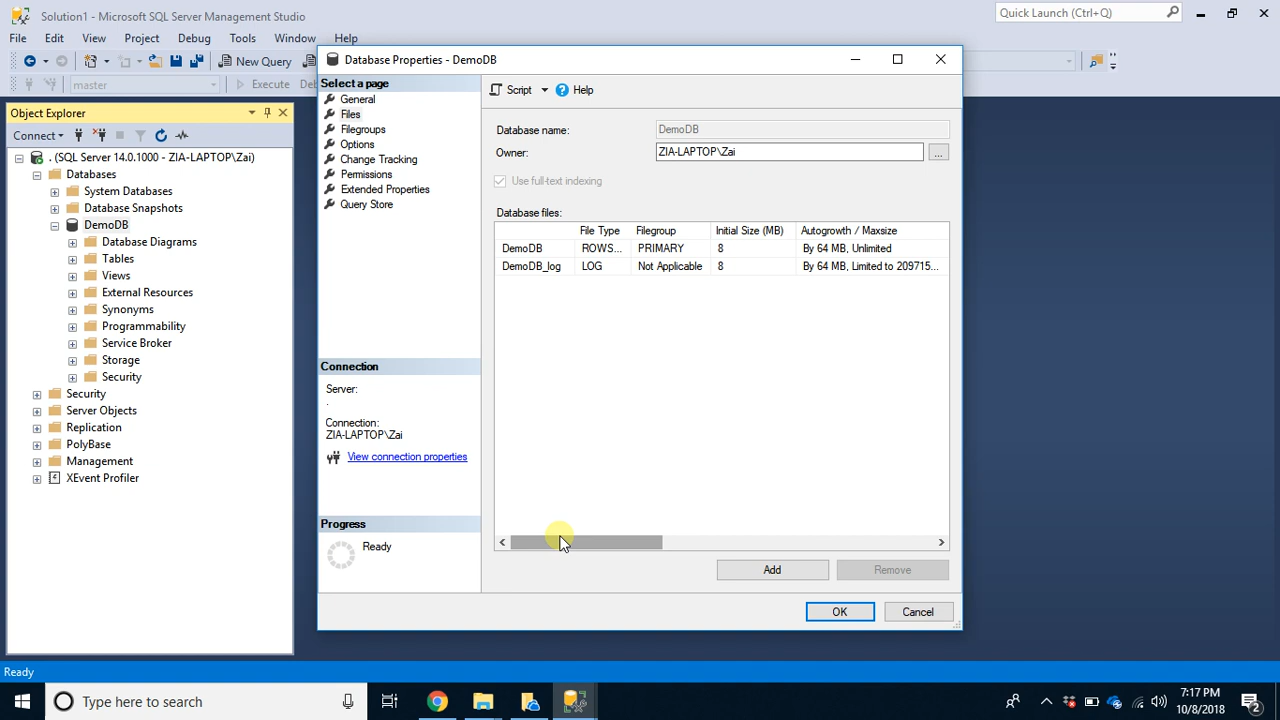 Solution1 - Microsoft SQL Server Management Studio
Quick Launch (Ctrl+Q)
File Edit View Project Debug Tools Window Help
New Query
master
Execute
Object Explorer
Connect
. (SQL Server 14.0.1000 - ZIA-LAPTOP\Zai)
Databases
System Databases
Database Snapshots
DemoDB
Database Diagrams
Tables
Views
External Resources
Synonyms
Programmability
Service Broker
Storage
Security
Security
Server Objects
Replication
PolyBase
Management
XEvent Profiler
Database Properties - DemoDB
Select a page
General
Files
Filegroups
Options
Change Tracking
Permissions
Extended Properties
Query Store
Connection
Server:
.
Connection:
ZIA-LAPTOP\Zai
View connection properties
Progress
Ready
Script Help
Database name: DemoDB
Owner: ZIA-LAPTOP\Zai ...
Use full-text indexing
Database files:
File Type Filegroup Initial Size (MB) Autogrowth / Maxsize
DemoDB ROWS... PRIMARY 8 By 64 MB, Unlimited
DemoDB_log LOG Not Applicable 8 By 64 MB, Limited to 209715...
Add Remove
OK Cancel
Ready
Type here to search
7:17 PM
10/8/2018
2